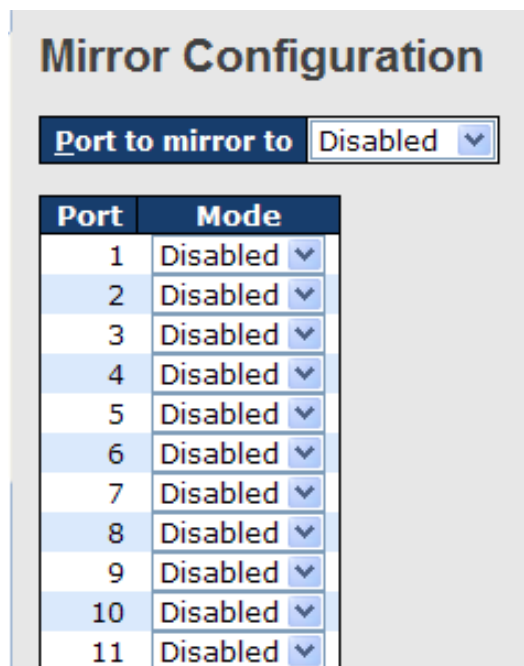 Mirror Configuration
Port to mirror to Disabled
Port Mode
1 Disabled
2 Disabled
3 Disabled
4 Disabled
5 Disabled
6 Disabled
7 Disabled
8 Disabled
9 Disabled
10 Disabled
11 Disabled